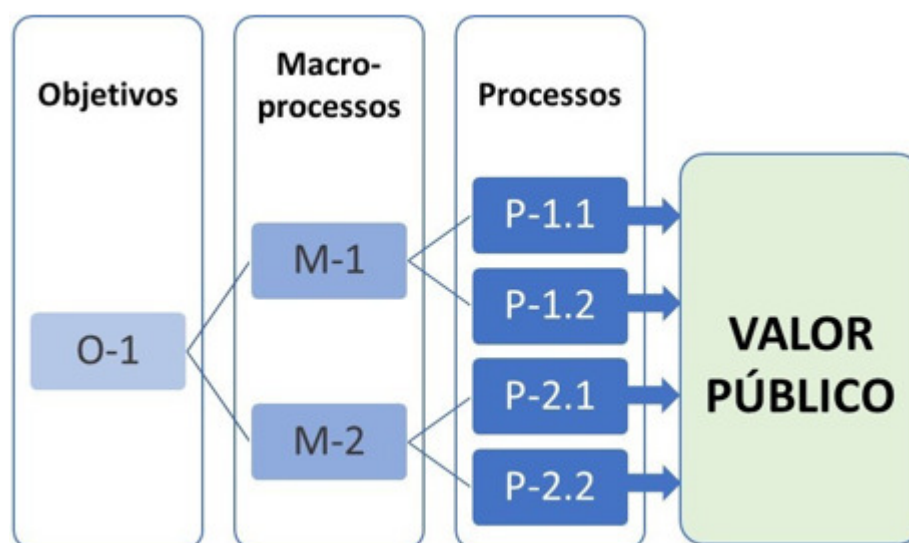 Objetivos
Macro-
processos
Processos
O-1
M-1
M-2
P-1.1
P-1.2
P-2.1
P-2.2
VALOR
PÚBLICO